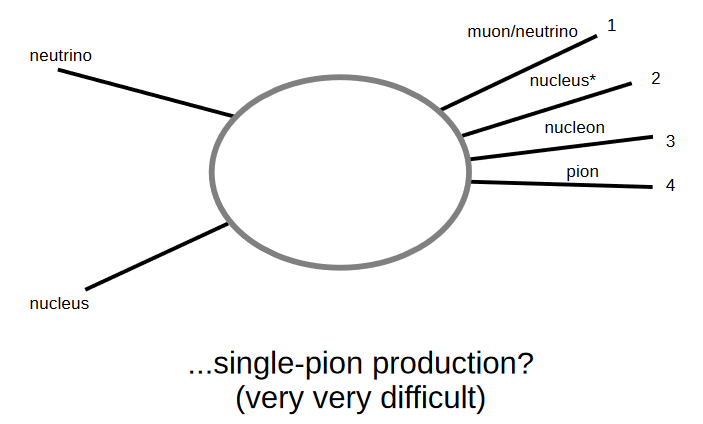 muon/neutrino 1
neutrino
nucleus* 2
nucleon 3
pion 4
nucleus
...single-pion production?
(very very difficult)